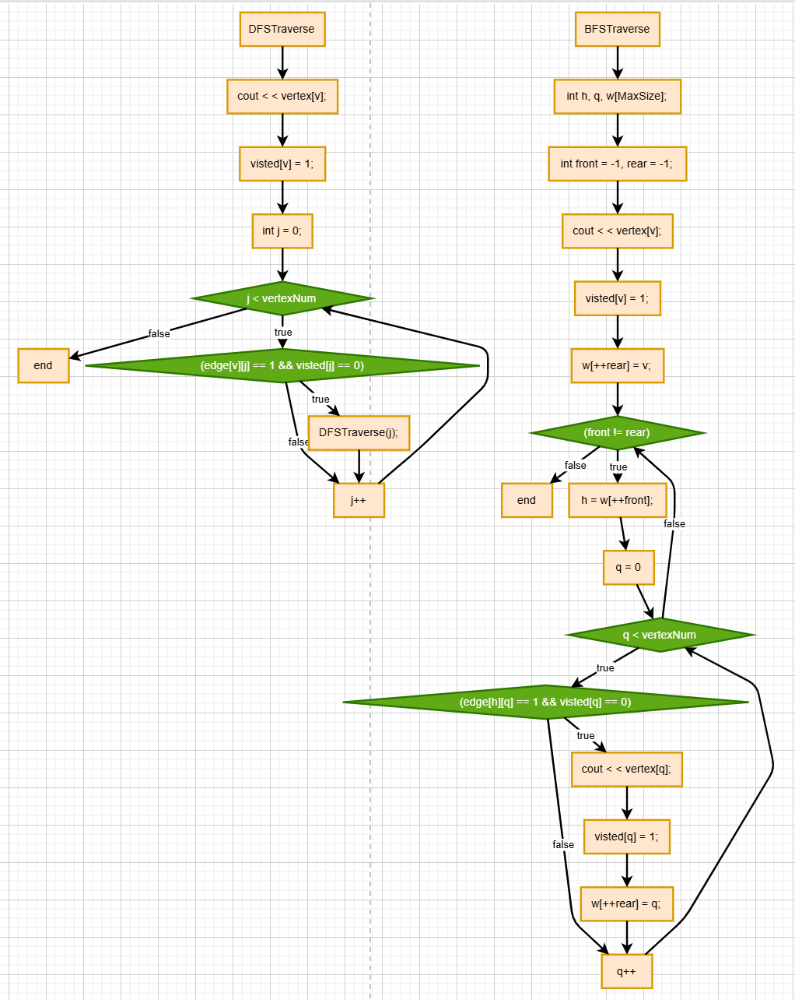 DFSTraverse
cout < < vertex[v];
visted[v] = 1;
int j = 0;
j < vertexNum
false
true
end
(edge[v][j] == 1 && visted[j] == 0)
true
false
DFSTraverse(j);
j++
BFSTraverse
int h, q, w[MaxSize];
int front = -1, rear = -1;
cout < < vertex[v];
visted[v] = 1;
w[++rear] = v;
(front != rear)
false
true
end
h = w[++front];
false
q = 0
q < vertexNum
true
(edge[h][q] == 1 && visted[q] == 0)
true
cout < < vertex[q];
visted[q] = 1;
false
w[++rear] = q;
q++